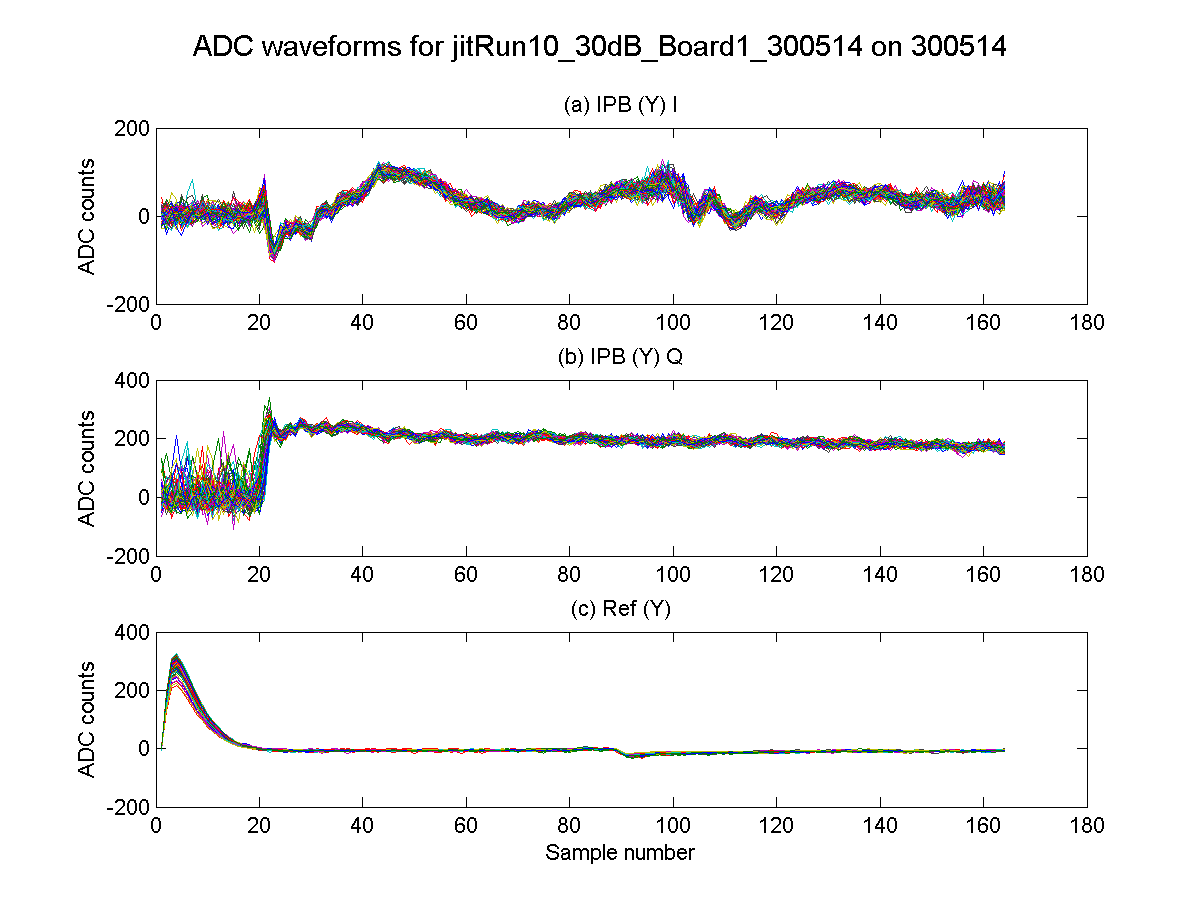 ADC waveforms for jitRun10_30dB_Board1_300514 on 300514
(a) IPB (Y) I
200
0
-200
ADC counts
0 20 40 60 80 100 120 140 160 180
(b) IPB (Y) Q
400
200
0
-200
ADC counts
0 20 40 60 80 100 120 140 160 180
(c) Ref (Y)
400
200
0
-200
ADC counts
0 20 40 60 80 100 120 140 160 180
Sample number